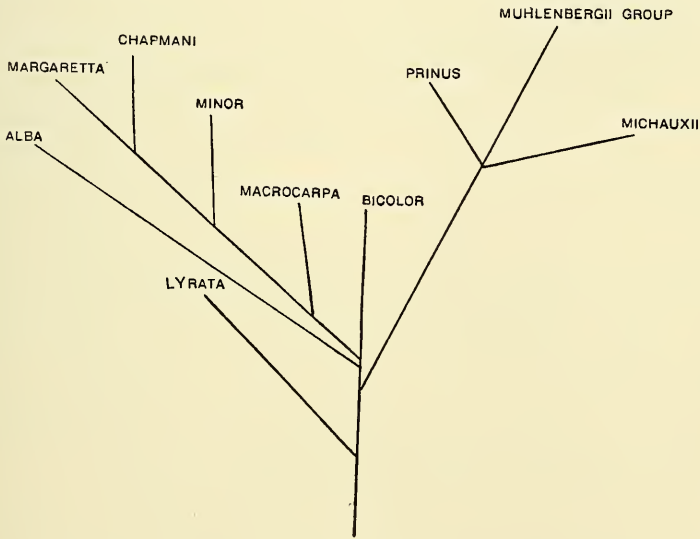 MUHLENBERGII GROUP
CHAPMANI
MARGARETTA
PRINUS
MINOR
MICHAUXII
ALBA
MACROCARPA
BICOLOR
LYRATA